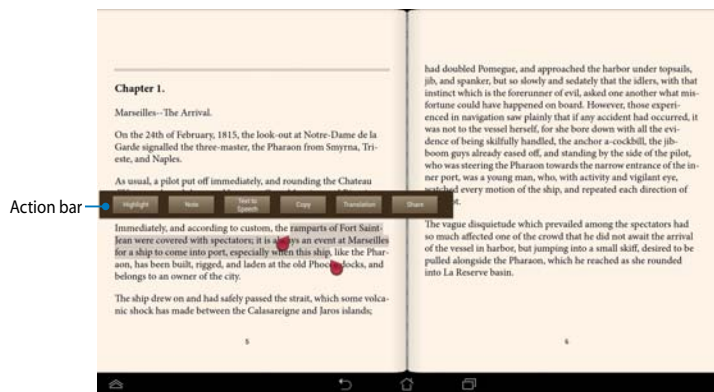 Chapter 1.
Marseilles--The Arrival.
On the 24th of February, 1815, the look-out at Notre-Dame de la
Garde signalled the three-master, the Pharaon from Smyrna, Tri-
este, and Naples.
As usual, a pilot put off immediately, and rounding the Chateau
Action bar
Highlight
Note
Text to
Speech
Copy
Translation
Share
Immediately, and according to custom, the ramparts of Fort Saint-
Jean were covered with spectators; it is always an event at Marseilles
for a ship to come into port, especially when this ship, like the Phar-
aon, has been built, rigged, and laden at the old Phocee docks, and
belongs to an owner of the city.
The ship drew on and had safely passed the strait, which some volca-
nic shock has made between the Calasareigne and Jaros islands;
5
had doubled Pomegue, and approached the harbor under topsails,
jib, and spanker, but so slowly and sedately that the idlers, with that
instinct which is the forerunner of evil, asked one another what mis-
fortune could have happened on board. However, those experi-
enced in navigation saw plainly that if any accident had occurred, it
was not to the vessel herself, for she bore down with all the evi-
dence of being skilfully handled, the anchor a-cockbill, the jib-
boom guys already eased off, and standing by the side of the pilot,
who was steering the Pharaon towards the narrow entrance of the in-
ner port, was a young man, who, with activity and vigilant eye,
watched every motion of the ship, and repeated each direction of
The vague disquietude which prevailed among the spectators had
so much affected one of the crowd that he did not await the arrival
of the vessel in harbor, but jumping into a small skiff, desired to be
pulled alongside the Pharaon, which he reached as she rounded
into La Reserve basin.
6